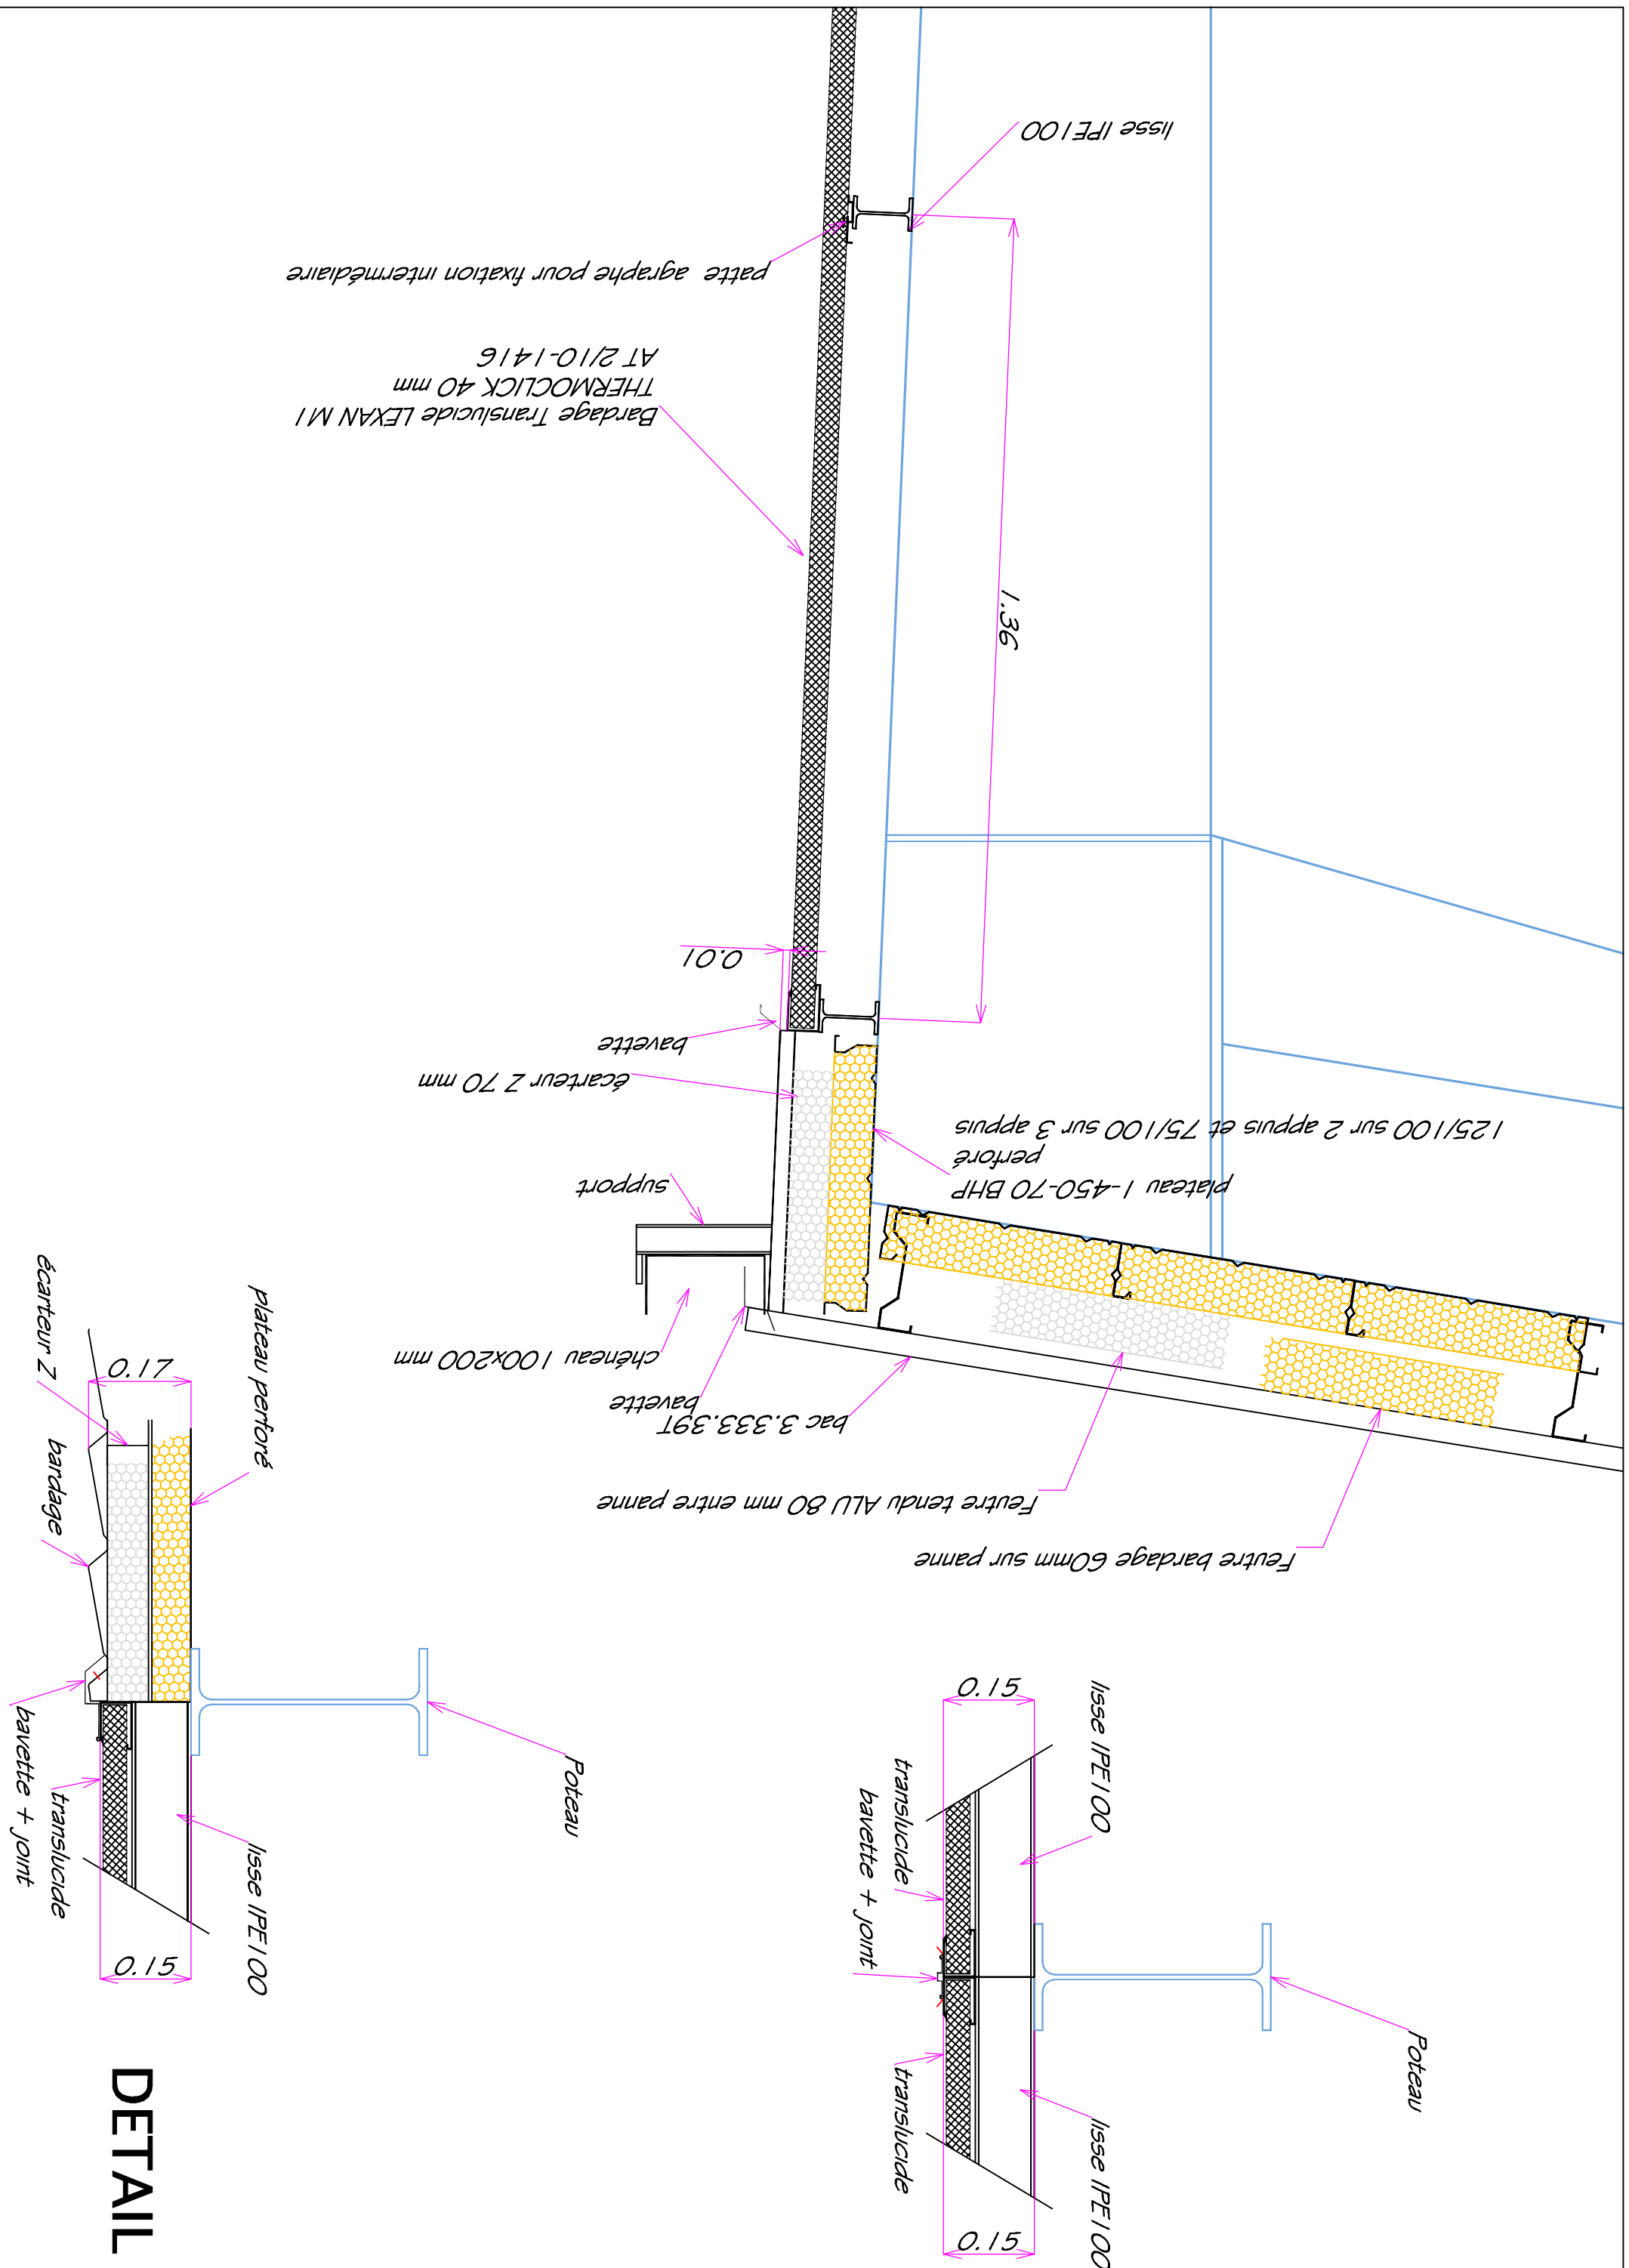 lisse IPE100
patte agraphe pour fixation intermédiaire
Bardage Translucide LEXAN M1
THERMOCLICK 40 mm
AT 2/10-1416
1.36
0.01
bavette
écarteur Z 70 mm
plateau 1-450-70 BHP
perforé
125/100 sur 2 appuis et 75/100 sur 3 appuis
support
chéneau 100x200 mm
bavette
bac 3.333.39T
Feutre tendu ALU 80 mm entre panne
Feutre bardage 60mm sur panne
plateau perforé
écarteur Z
0.17
bardage
Poteau
bavette + joint
translucide
lisse IPE100
0.15
0.15
lisse IPE100
translucide
bavette + joint
Poteau
translucide
lisse IPE100
0.15
DETAIL